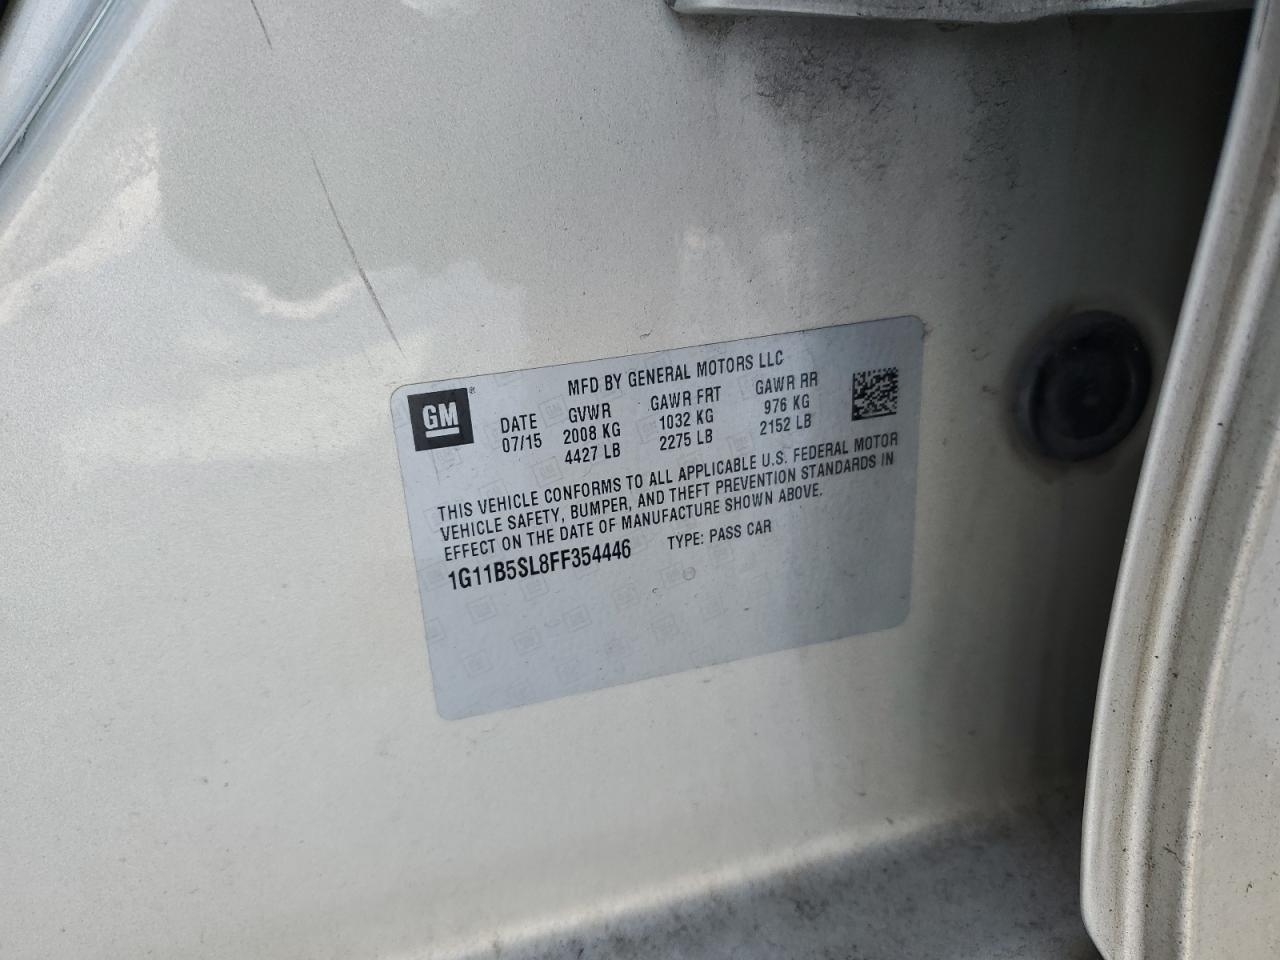 GM
MFD BY GENERAL MOTORS LLC
DATE GVWR GAWR FRT GAWR RR
07/15 2008 KG 1032 KG 976 KG
4427 LB 2275 LB 2152 LB
THIS VEHICLE CONFORMS TO ALL APPLICABLE U.S. FEDERAL MOTOR
VEHICLE SAFETY, BUMPER, AND THEFT PREVENTION STANDARDS IN
EFFECT ON THE DATE OF MANUFACTURE SHOWN ABOVE.
1G11B5SL8FF354446 TYPE: PASS CAR